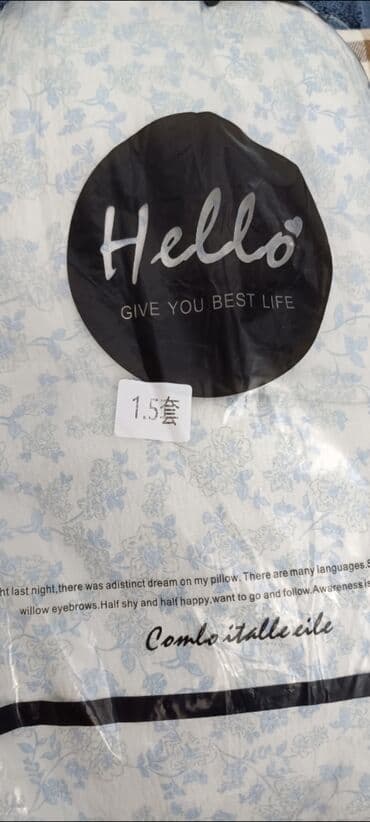 Hello
GIVE YOU BEST LIFE
1.5套
ht last night,there was adistinct dream on my pillow. There are many languages.S
willow eyebrows.Half shy and half happy,want to go and follow.Awareness is
Comlo italle eile